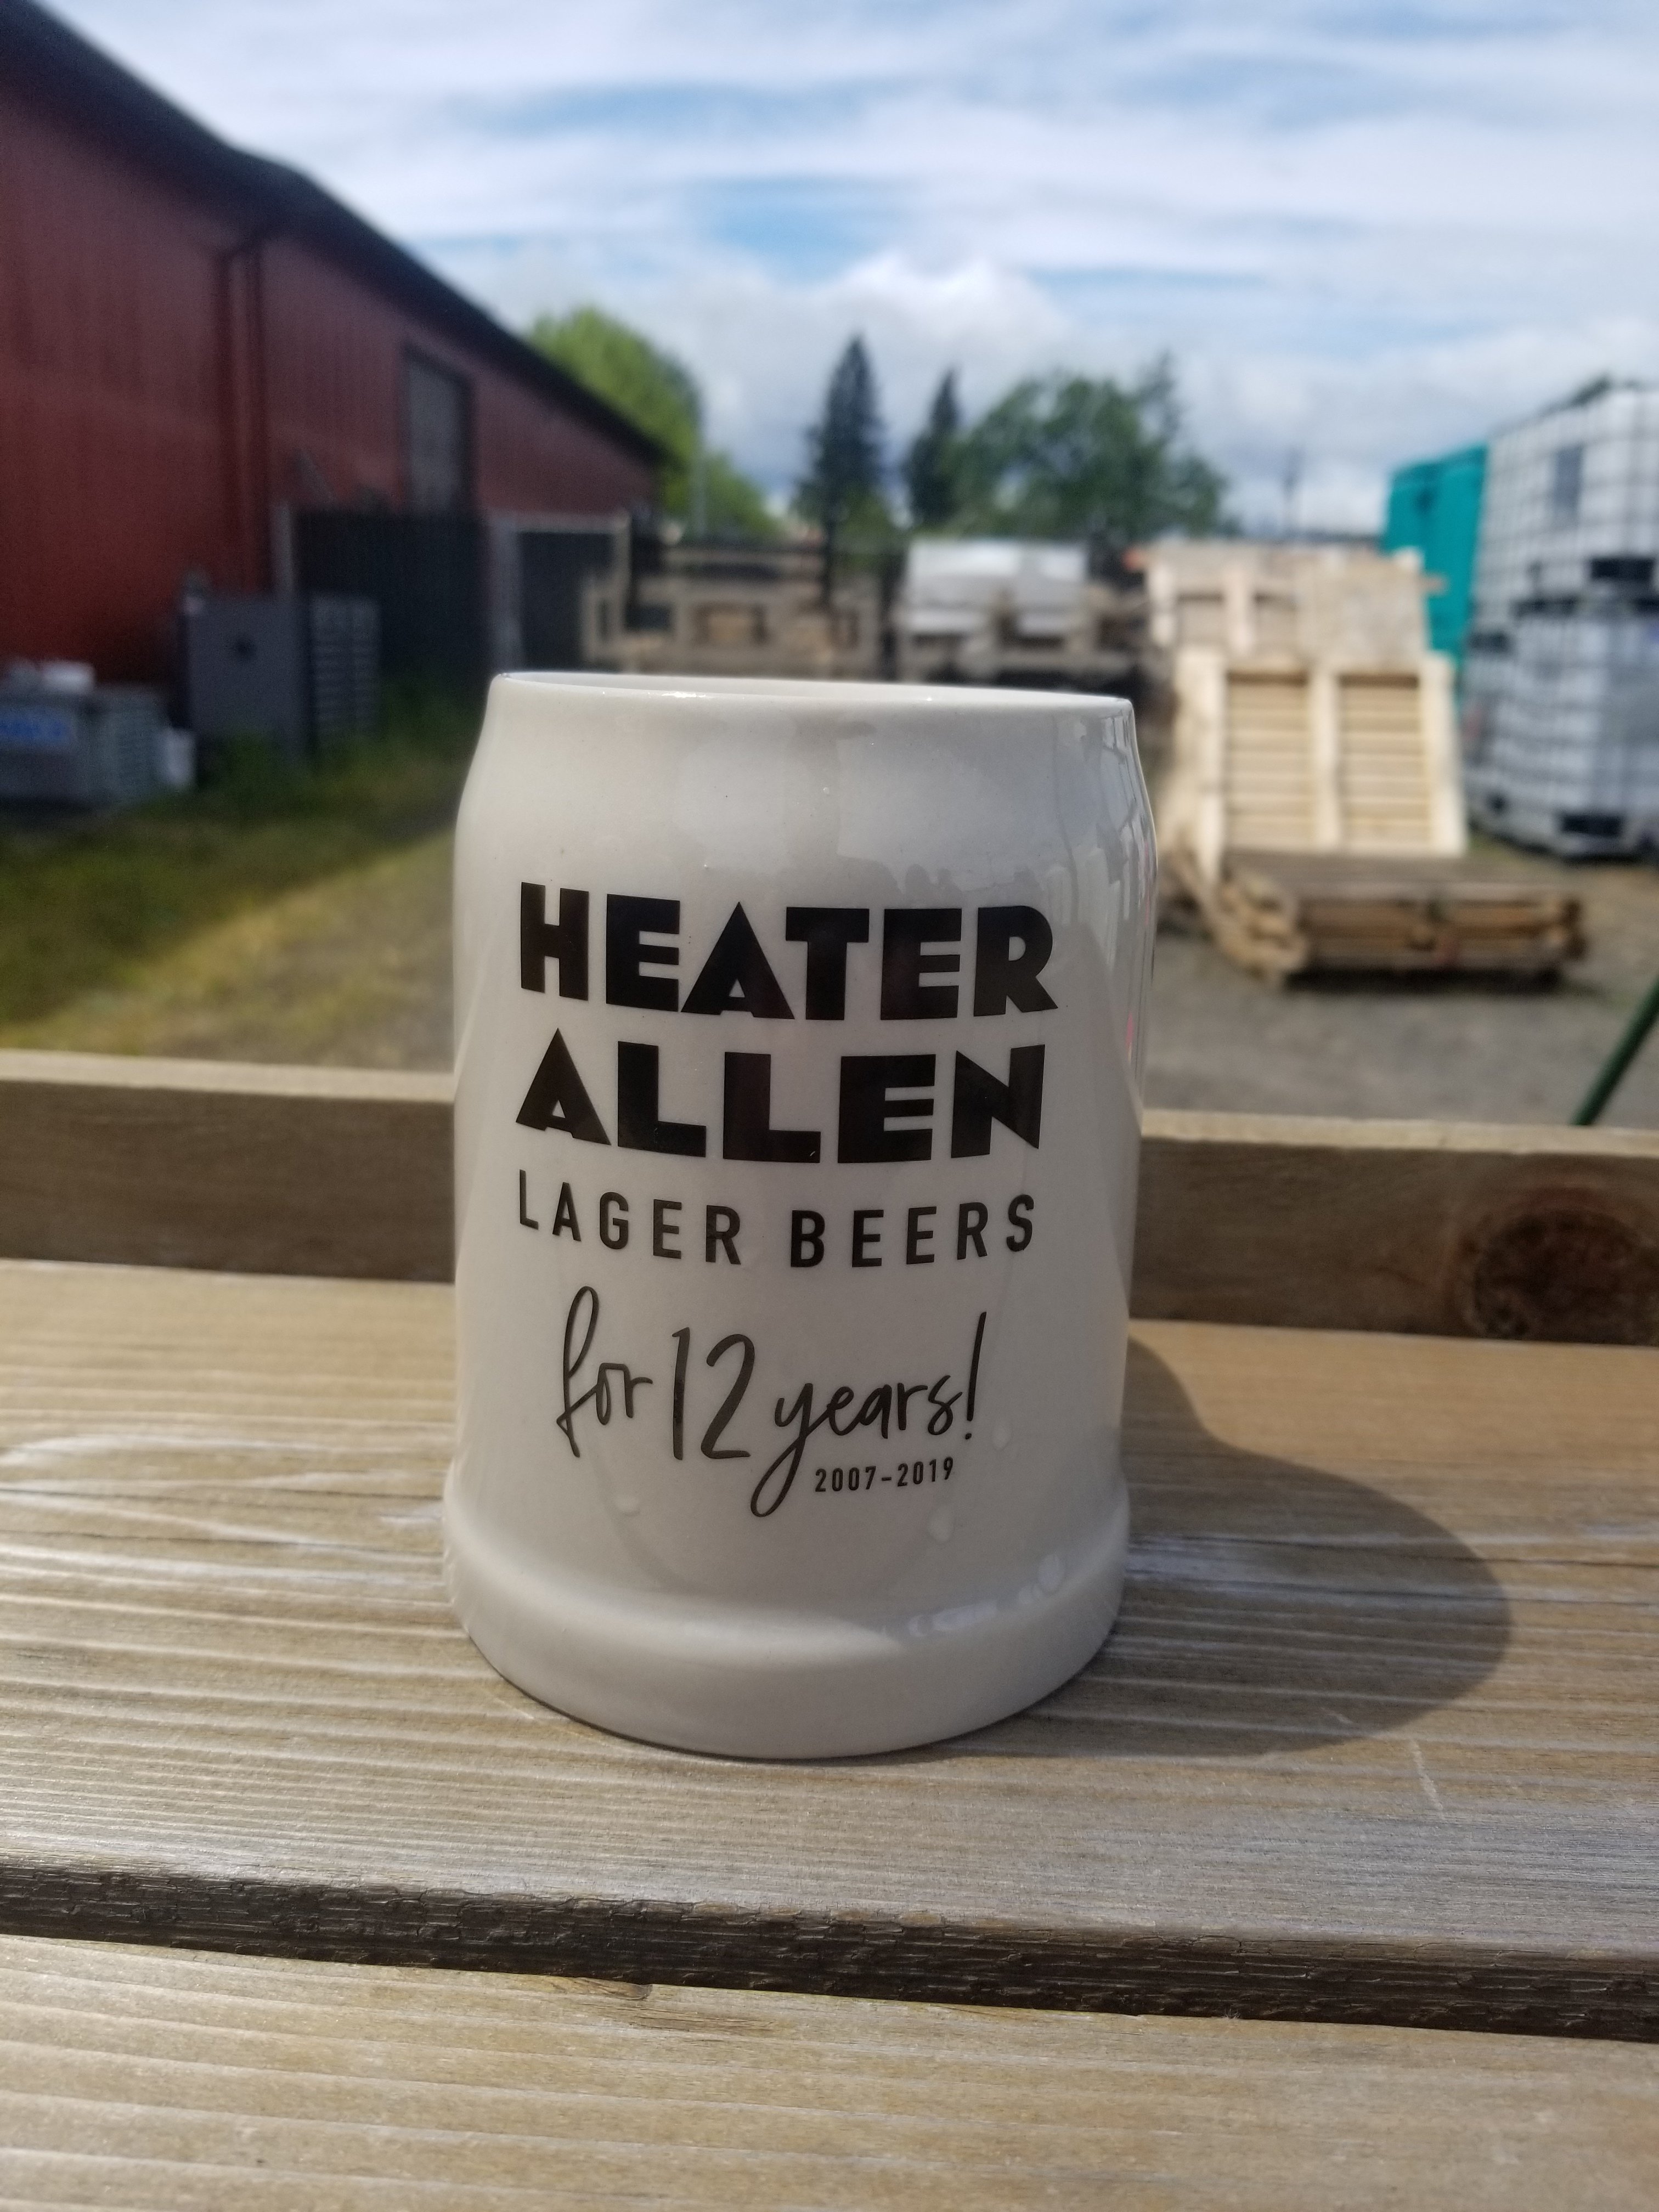 HEATER
ALLEN
LAGER BEERS
for 12 years!
2007-2019